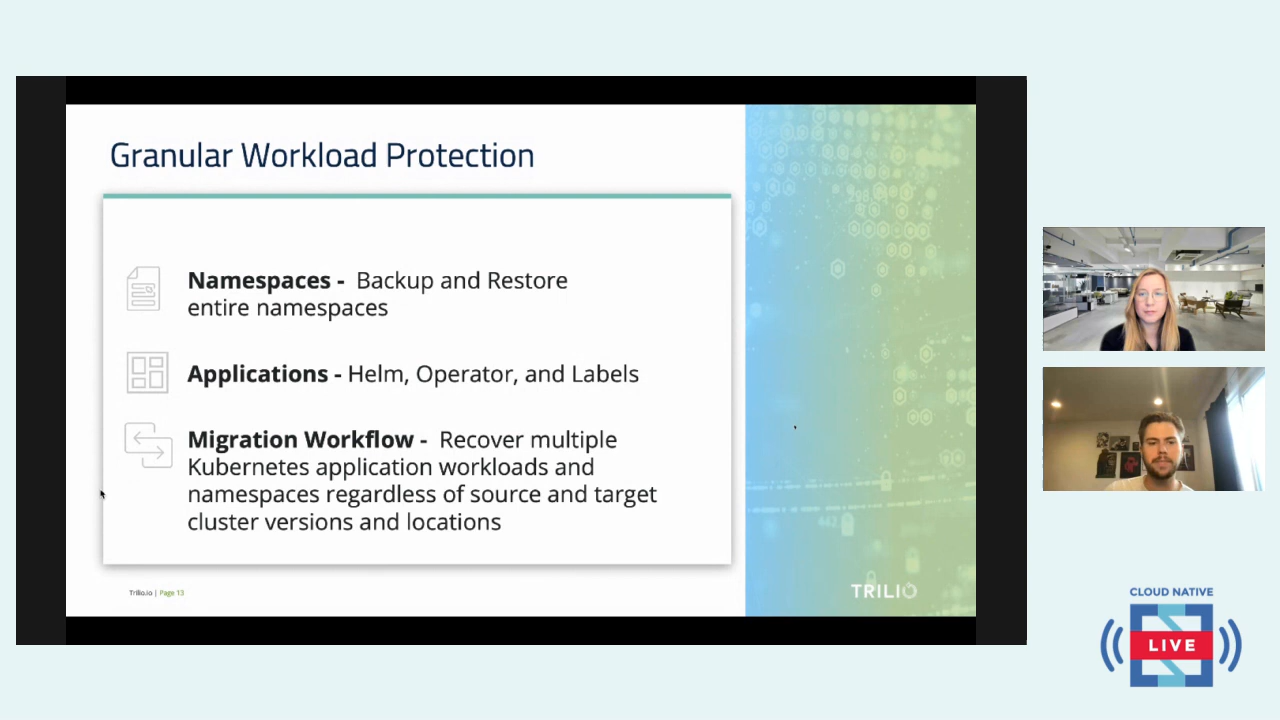 Granular Workload Protection
Namespaces - Backup and Restore
entire namespaces
Applications - Helm, Operator, and Labels
Migration Workflow - Recover multiple
Kubernetes application workloads and
namespaces regardless of source and target
cluster versions and locations
Trilio.io | Page 13
TRILIO
CLOUD NATIVE
LIVE